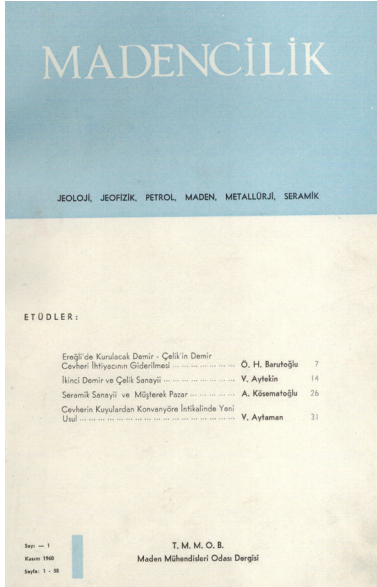 MADENCİLİK
JEOLOJİ, JEOFİZİK, PETROL, MADEN, METALLÜRJİ, SERAMİK
ETÜDLER:
Ereğli'de Kurulacak Demir - Çelik'in Demir
Cevheri İhtiyacının Giderilmesi ... ... ... ... ... ... Ö. H. Barutoğlu 7
İkinci Demir ve Çelik Sanayii ... ... ... ... ... ... V. Aytekin 14
Seramik Sanayii ve Müşterek Pazar ... ... ... ... A. Kösematoğlu 26
Cevherin Kuyulardan Konvanyöre İntikalinde Yeni
Usul ... ... ... ... ... ... ... ... ... ... ... ... V. Aytaman 31
Sayı — 1
Kasım 1960
Sayfa: 1 - 58
T. M. M. O. B.
Maden Mühendisleri Odası Dergisi